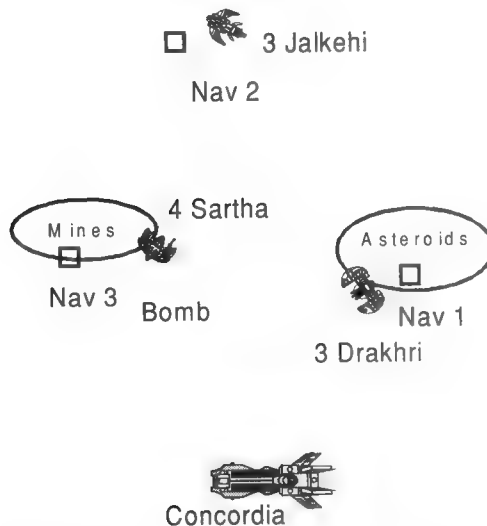 3 Jalkehi
Nav 2
4 Sartha
Mines
Asteroids
Nav 3
Bomb
Nav 1
3 Drakhri
Concordia